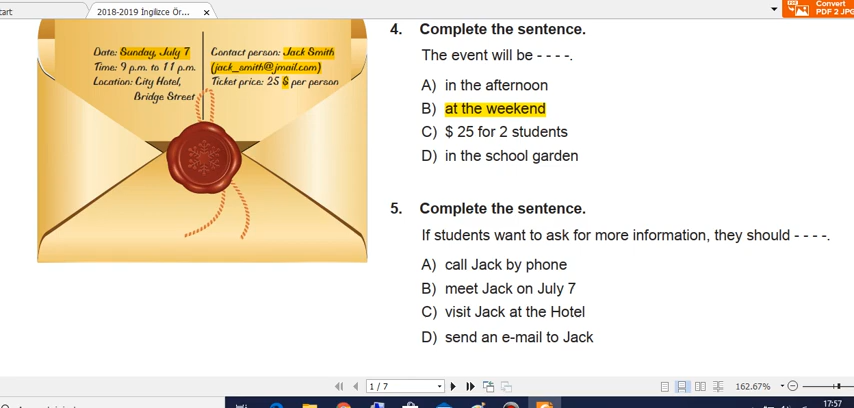 tart
2018-2019 İngilizce Ör... ×
Convert
PDF 2 JPG
Date: Sunday, July 7
Time: 9 p.m. to 11 p.m.
Location: City Hotel,
Bridge Street
Contact person: Jack Smith
(jack_smith@jmail.com)
Ticket price: 25 $ per person
4. Complete the sentence.
The event will be - - - -.
A) in the afternoon
B) at the weekend
C) $ 25 for 2 students
D) in the school garden
5. Complete the sentence.
If students want to ask for more information, they should - - - -.
A) call Jack by phone
B) meet Jack on July 7
C) visit Jack at the Hotel
D) send an e-mail to Jack
1 / 7
162.67%
17:57